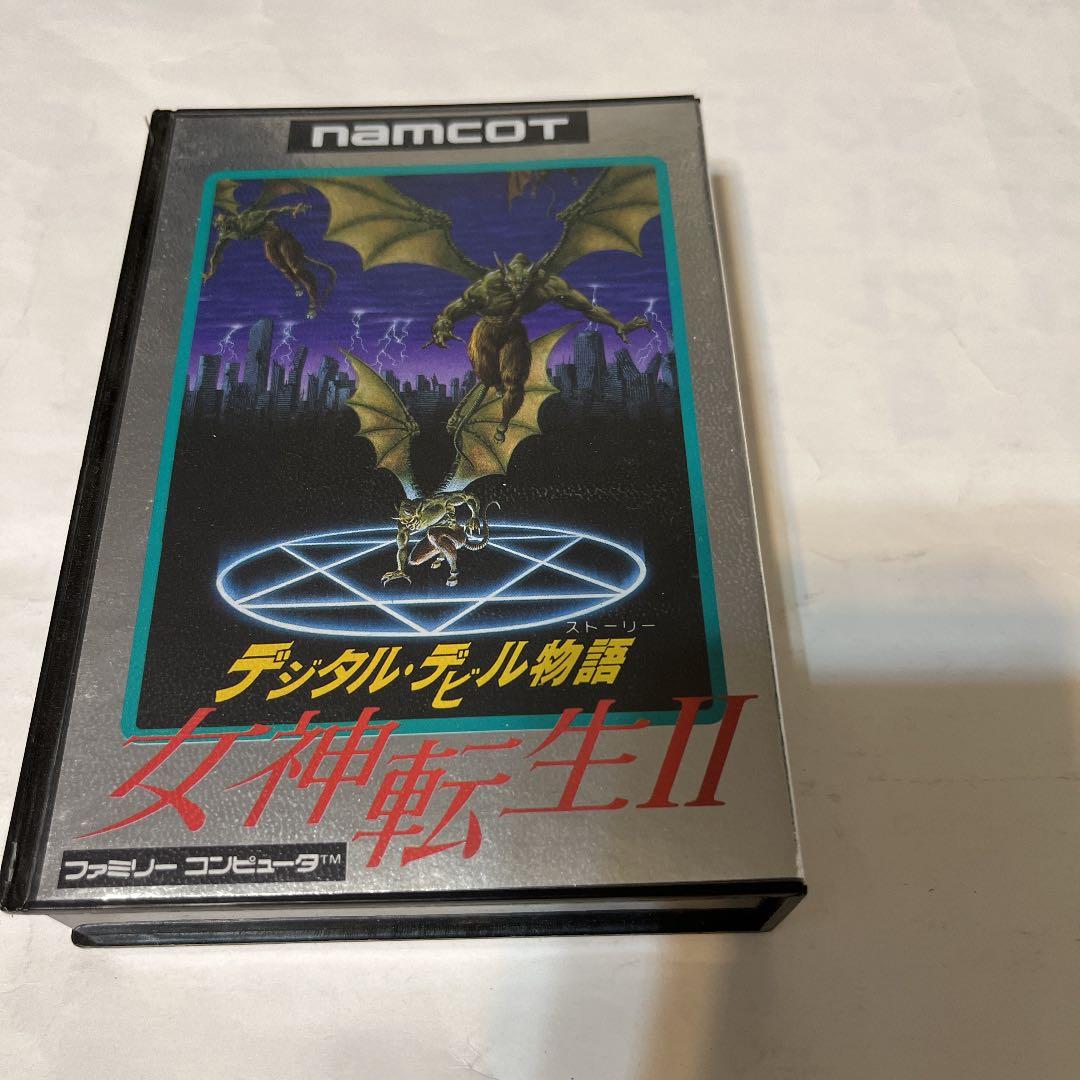 namcot
ストーリー
デジタル・デビル物語
女神転生II
ファミリー コンピュータ™